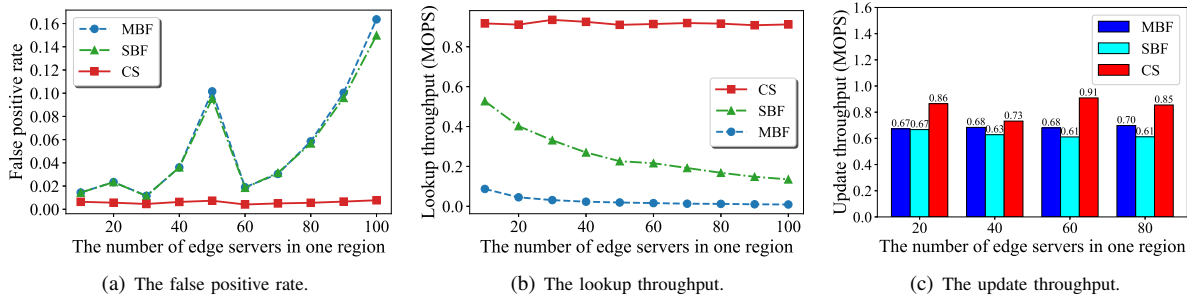 False positive rate
0.16
0.14
0.12
0.10
0.08
0.06
0.04
0.02
0.00
MBF
SBF
CS
20 40 60 80 100
The number of edge servers in one region
(a) The false positive rate.
Lookup throughput (MOPS)
0.8
0.6
0.4
0.2
0.0
CS
SBF
MBF
20 40 60 80 100
The number of edge servers in one region
(b) The lookup throughput.
Update throughput (MOPS)
1.6
1.4
1.2
1.0
0.8
0.6
0.4
0.2
0.0
MBF
SBF
CS
0.67 0.67 0.86
0.68 0.63 0.73
0.68 0.61 0.91
0.70 0.61 0.85
20 40 60 80
The number of edge servers in one region
(c) The update throughput.